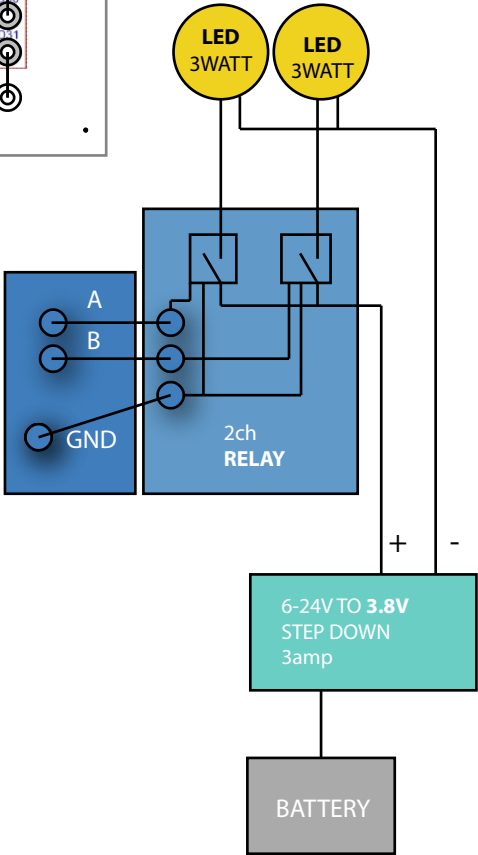 LED
3WATT
LED
3WATT
A
B
GND
2ch
RELAY
+ -
6-24V TO 3.8V
STEP DOWN
3amp
BATTERY